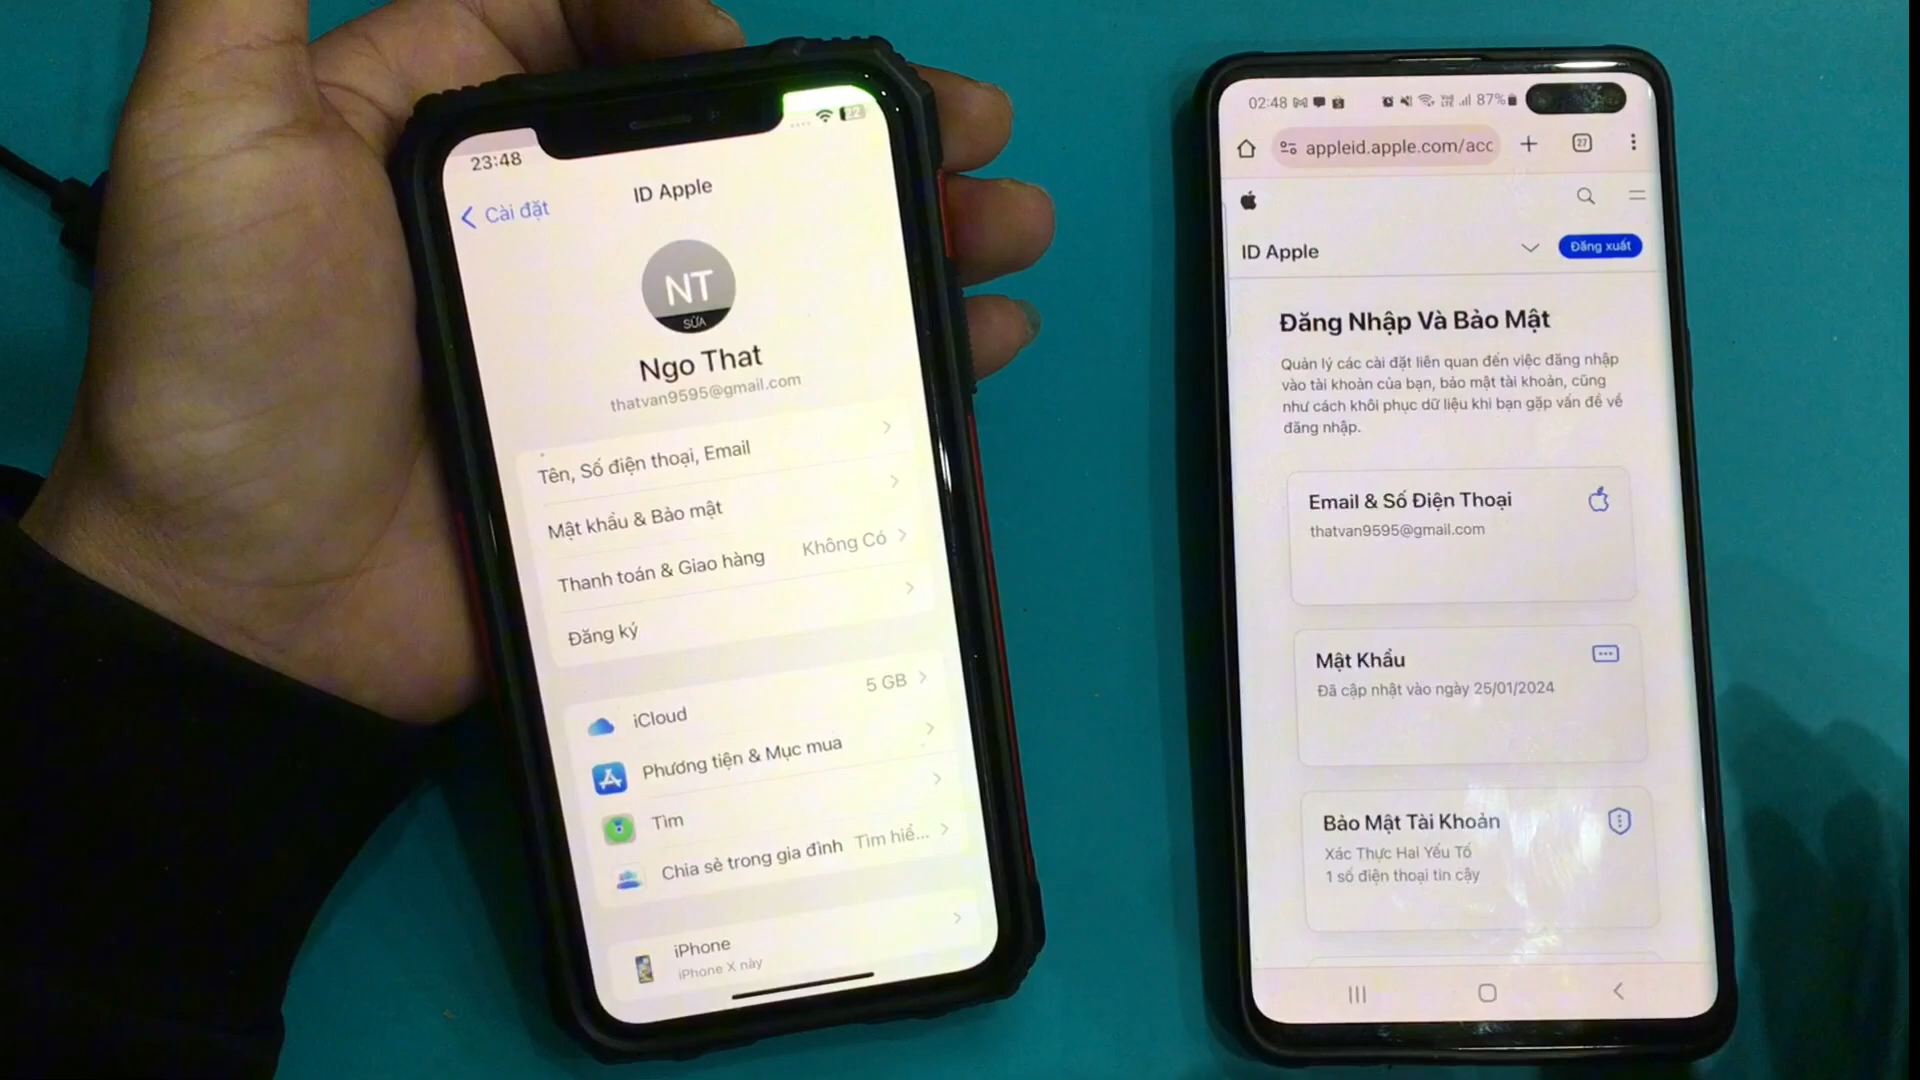 23:48
Cài đặt
ID Apple
NT
SỬA
Ngo That
thatvan9595@gmail.com
Tên, Số điện thoại, Email
Mật khẩu & Bảo mật
Thanh toán & Giao hàng Không Có
Đăng ký
iCloud 5 GB
Phương tiện & Mục mua
Tìm
Chia sẻ trong gia đình Tìm hiể...
iPhone
iPhone X này
02:48
87%
appleid.apple.com/acc
27
ID Apple
Đăng xuất
Đăng Nhập Và Bảo Mật
Quản lý các cài đặt liên quan đến việc đăng nhập
vào tài khoản của bạn, bảo mật tài khoản, cũng
như cách khôi phục dữ liệu khi bạn gặp vấn đề về
đăng nhập.
Email & Số Điện Thoại
thatvan9595@gmail.com
Mật Khẩu
Đã cập nhật vào ngày 25/01/2024
Bảo Mật Tài Khoản
Xác Thực Hai Yếu Tố
1 số điện thoại tin cậy